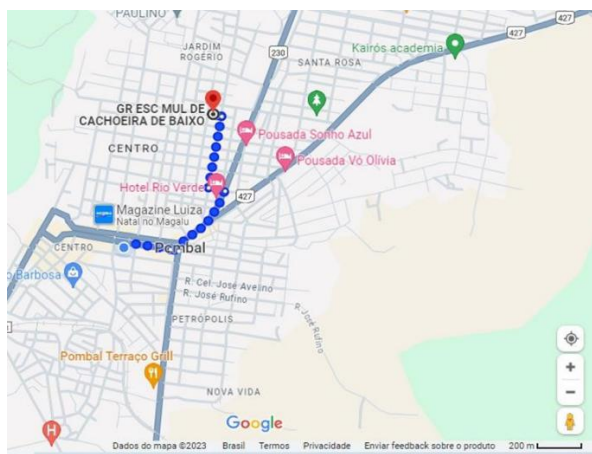 PAULINO
427
427
JARDIM
ROGÉRIO
230
Kairós academia
SANTA ROSA
GR ESC MUL DE
CACHOEIRA DE BAIXO
Pousada Sonho Azul
CENTRO
Pousada Vó Olívia
Hotel Rio Verde
427
Magazine Luiza
Natal no Magalu
CENTRO
Pombal
Barbosa
R. Cel. José Avelino
R. José Rufino
R. José Rufino
PETRÓPOLIS
Pombal Terraço Grill
NOVA VIDA
H
Google
Dados do mapa ©2023 Brasil Termos Privacidade Enviar feedback sobre o produto 200 m